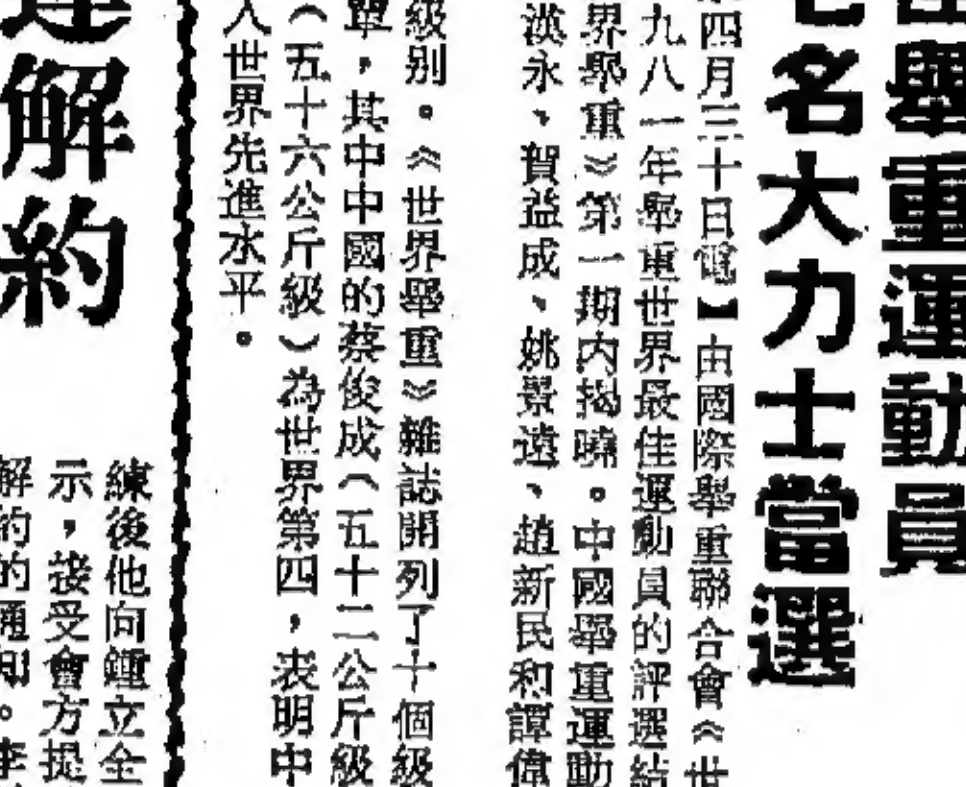 舉重運動員
七名大力士當選
四月三十日電】由國際舉重聯合會《世
九八一年舉重世界最佳運動員的評選結
界舉重》第一期内揭曉。中國舉重運動
漢永、賀益成、姚景遠、趙新民和譚偉
級別。《世界舉重》雜誌開列了十個級
單，其中中國的蔡俊成（五十二公斤級
（五十六公斤級）為世界第四，表明中
入世界先進水平。
解約
練後他向鍾立全
示，接受會方提
解約的通知。李